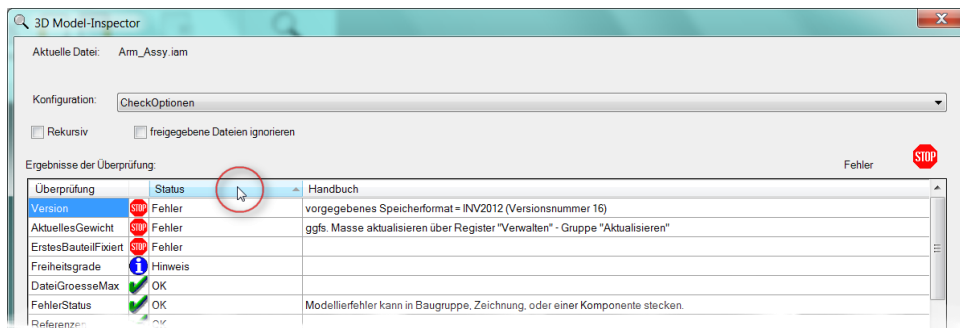 3D Model-Inspector
Aktuelle Datei: Arm_Assy.iam
Konfiguration: CheckOptionen
Rekursiv freigegebene Dateien ignorieren
Ergebnisse der Überprüfung: Fehler STOP
Überprüfung Status Handbuch
Version STOP Fehler vorgegebenes Speicherformat = INV2012 (Versionsnummer 16)
AktuellesGewicht STOP Fehler ggfs. Masse aktualisieren über Register "Verwalten" - Gruppe "Aktualisieren"
ErstesBauteilFixiert STOP Fehler
Freiheitsgrade i Hinweis
DateiGroesseMax OK
FehlerStatus OK Modellierfehler kann in Baugruppe, Zeichnung, oder einer Komponente stecken.
Referenzen OK